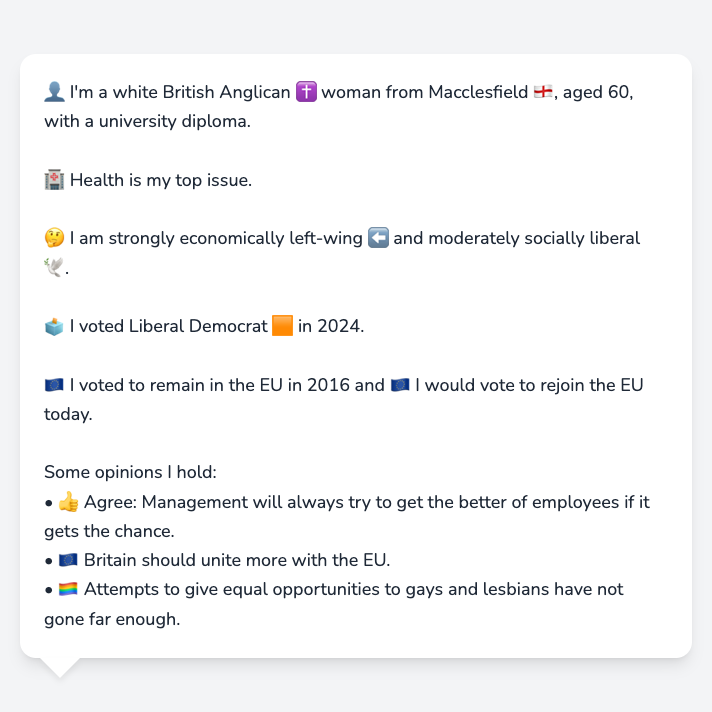 👤 I'm a white British Anglican ✝️ woman from Macclesfield 🏴󠁧󠁢󠁥󠁮󠁧󠁿, aged 60,
with a university diploma.
🏥 Health is my top issue.
🤔 I am strongly economically left-wing ⬅️ and moderately socially liberal
🕊️.
🗳️ I voted Liberal Democrat 🟧 in 2024.
🇪🇺 I voted to remain in the EU in 2016 and 🇪🇺 I would vote to rejoin the EU
today.
Some opinions I hold:
• 👍 Agree: Management will always try to get the better of employees if it
gets the chance.
• 🇪🇺 Britain should unite more with the EU.
• 🏳️‍🌈 Attempts to give equal opportunities to gays and lesbians have not
gone far enough.